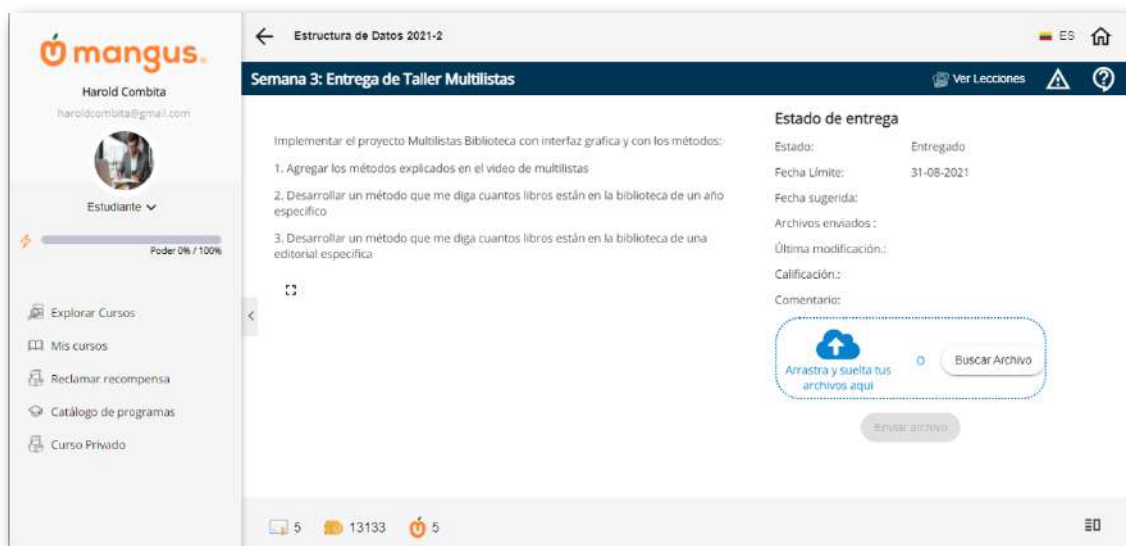 mangus.
Harold Combita
haroldcombita@gmail.com
Estudiante
Poder 0% / 100%
Explorar Cursos
Mis cursos
Reclamar recompensa
Catálogo de programas
Curso Privado
Estructura de Datos 2021-2
ES
Semana 3: Entrega de Taller Multilistas
Ver Lecciones
Implementar el proyecto Multilistas Biblioteca con interfaz grafica y con los métodos:
1. Agregar los métodos explicados en el video de multilistas
2. Desarrollar un método que me diga cuantos libros están en la biblioteca de un año
especifico
3. Desarrollar un método que me diga cuantos libros están en la biblioteca de una
editorial especifica
Estado de entrega
Estado: Entregado
Fecha Límite: 31-08-2021
Fecha sugerida:
Archivos enviados :
Última modificación.:
Calificación.:
Comentario:
Arrastra y suelta tus
archivos aqui
O
Buscar Archivo
Enviar archivo
5 13133 5